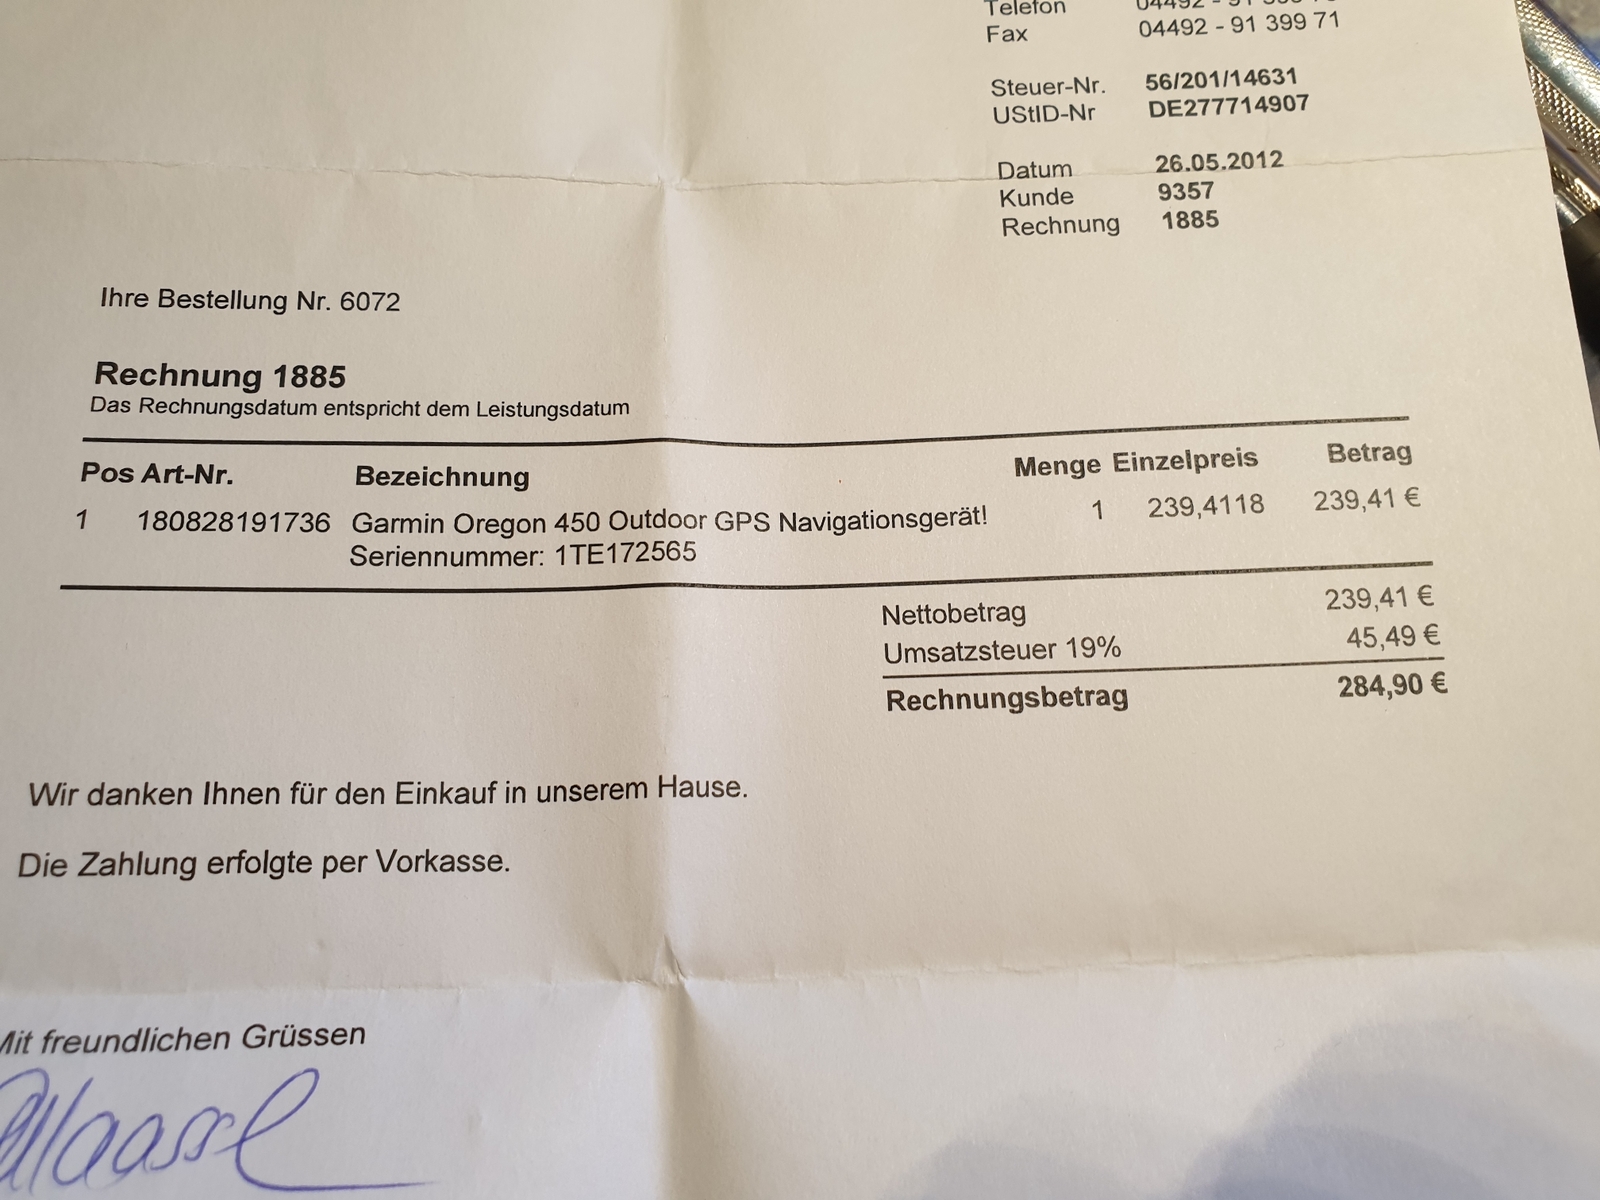 Telefon
Fax 04492 - 91 399 71
Steuer-Nr. 56/201/14631
UStID-Nr DE277714907
Datum 26.05.2012
Kunde 9357
Rechnung 1885
Ihre Bestellung Nr. 6072
Rechnung 1885
Das Rechnungsdatum entspricht dem Leistungsdatum
Pos Art-Nr. Bezeichnung Menge Einzelpreis Betrag
1 180828191736 Garmin Oregon 450 Outdoor GPS Navigationsgerät! 1 239,4118 239,41 €
Seriennummer: 1TE172565
Nettobetrag 239,41 €
Umsatzsteuer 19% 45,49 €
Rechnungsbetrag 284,90 €
Wir danken Ihnen für den Einkauf in unserem Hause.
Die Zahlung erfolgte per Vorkasse.
Mit freundlichen Grüssen